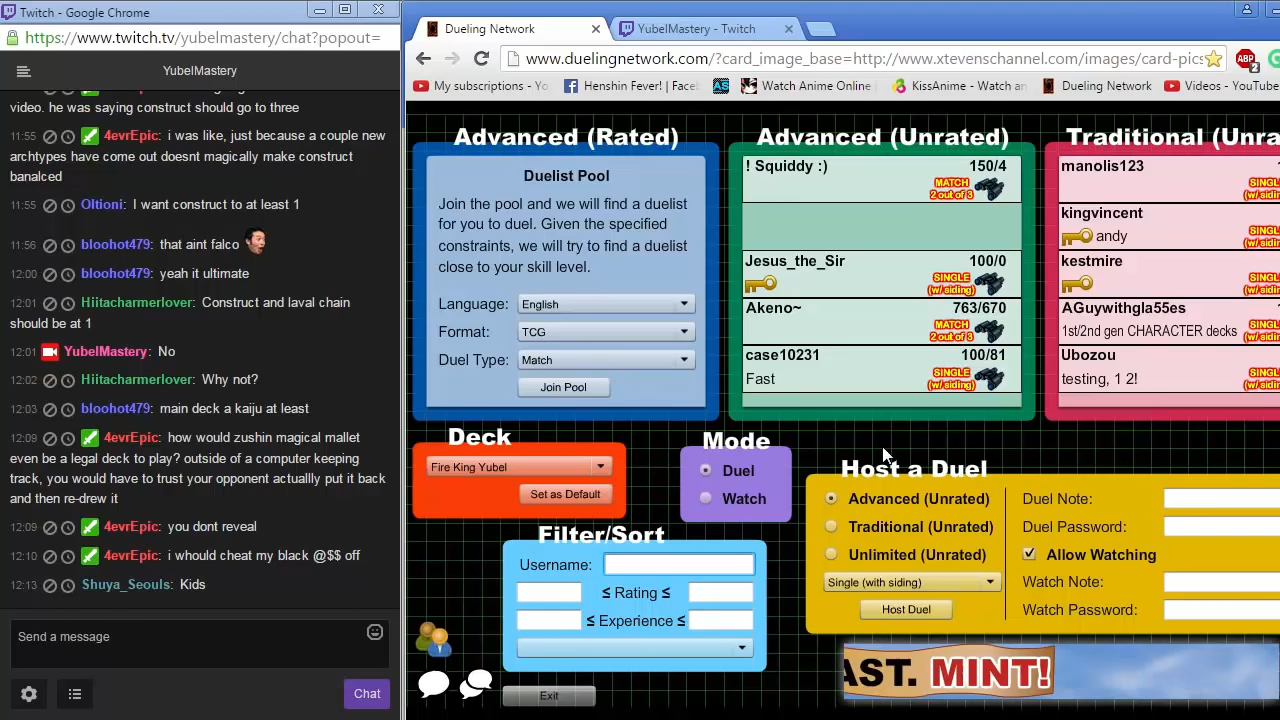 Twitch - Google Chrome
https://www.twitch.tv/yubelmastery/chat?popout=
YubelMastery
video. he was saying construct should go to three
11:55 4evrEpic: i was like, just because a couple new
archtypes have come out doesnt magically make construct
banalced
11:55 Oltioni: I want construct to at least 1
11:56 bloohot479: that aint falco
12:00 bloohot479: yeah it ultimate
12:01 Hiitacharmerlover: Construct and laval chain
should be at 1
12:01 YubelMastery: No
12:02 Hiitacharmerlover: Why not?
12:03 bloohot479: main deck a kaiju at least
12:09 4evrEpic: how would zushin magical mallet
even be a legal deck to play? outside of a computer keeping
track, you would have to trust your opponent actuallly put it back
and then re-drew it
12:09 4evrEpic: you dont reveal
12:10 4evrEpic: i whould cheat my black @$$ off
12:13 Shuya_Seouls: Kids
Send a message
Chat
Dueling Network
YubelMastery - Twitch
www.duelingnetwork.com/?card_image_base=http://www.xtevenschannel.com/images/card-pics
ABP
2
My subscriptions - Yo
Henshin Fever! | Face
AS
Watch Anime Online -
KissAnime - Watch an
Dueling Network
Videos - YouTube
Advanced (Rated)
Duelist Pool
Join the pool and we will find a duelist
for you to duel. Given the specified
constraints, we will try to find a duelist
close to your skill level.
Language: English
Format: TCG
Duel Type: Match
Join Pool
Advanced (Unrated)
! Squiddy :) 150/4
MATCH
2 out of 3
Jesus_the_Sir 100/0
SINGLE
(w/ siding)
Akeno~ 763/670
MATCH
2 out of 3
case10231 100/81
Fast SINGLE
(w/ siding)
Traditional (Unra
manolis123
SINGL
(w/ sidi
kingvincent
andy SINGL
(w/ sidi
kestmire
SINGL
(w/ sidi
AGuywithgla55es
1st/2nd gen CHARACTER decks SINGL
(w/ sidi
Ubozou
testing, 1 2! SINGL
(w/ sidi
Deck
Fire King Yubel
Set as Default
Mode
Duel
Watch
Filter/Sort
Username:
≤ Rating ≤
≤ Experience ≤
Exit
Host a Duel
Advanced (Unrated)
Traditional (Unrated)
Unlimited (Unrated)
Single (with siding)
Host Duel
Duel Note:
Duel Password:
Allow Watching
Watch Note:
Watch Password:
AST. MINT!